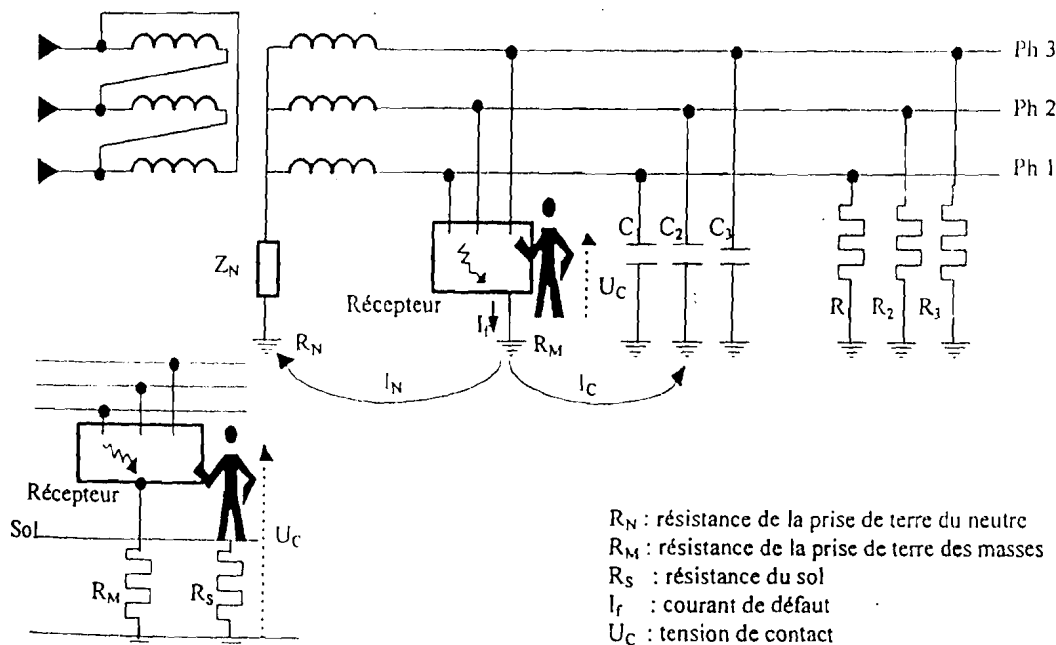 Ph 3
Ph 2
Ph 1
Z_N
Récepteur
I_f
R_N
R_M
U_C
C
C_2
C_3
R
R_2
R_3
I_N
I_C
Récepteur
Sol
U_C
R_M
R_S
R_N : résistance de la prise de terre du neutre
R_M : résistance de la prise de terre des masses
R_S : résistance du sol
I_f : courant de défaut
U_C : tension de contact